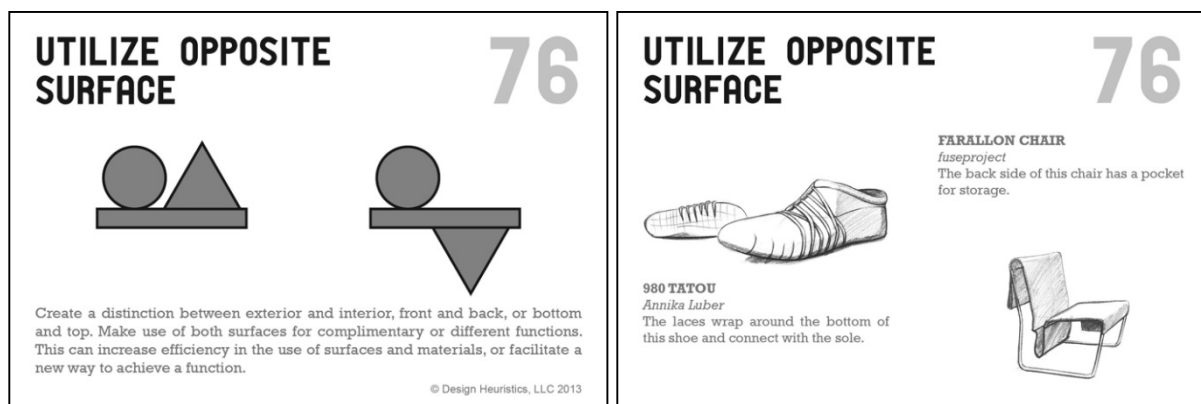 UTILIZE OPPOSITE
SURFACE
76
Create a distinction between exterior and interior, front and back, or bottom
and top. Make use of both surfaces for complimentary or different functions.
This can increase efficiency in the use of surfaces and materials, or facilitate a
new way to achieve a function.
© Design Heuristics, LLC 2013
UTILIZE OPPOSITE
SURFACE
76
FARALLON CHAIR
fuseproject
The back side of this chair has a pocket
for storage.
980 TATOU
Annika Luber
The laces wrap around the bottom of
this shoe and connect with the sole.